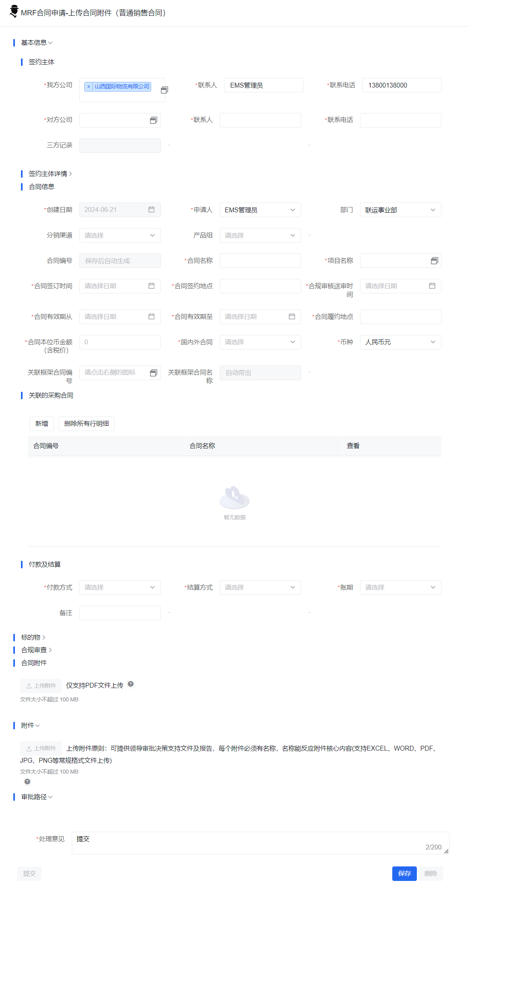 MRF合同申请-上传合同附件（普通销售合同）
基本信息
签约主体
*我方公司 × 山西国际物流有限公司 *联系人 EMS管理员 *联系电话 13800138000
*对方公司 *联系人 *联系电话
三方记录 - -
签约主体详情
合同信息
*创建日期 2024-06-21 *申请人 EMS管理员 部门 联运事业部
分销渠道 请选择 产品组 请选择 -
合同编号 保存后自动生成 *合同名称 *项目名称
*合同签订时间 请选择日期 *合同签约地点 *合规审核送审时
间 请选择日期
*合同有效期从 请选择日期 *合同有效期至 请选择日期 *合同履约地点
*合同本位币金额
（含税价） 0 *国内外合同 请选择 *币种 人民币元
关联框架合同编
号 请点击右侧的图标 关联框架合同名
称 自动带出 -
关联的采购合同
新增 删除所有行明细
合同编号 合同名称 查看
暂无数据
付款及结算
*付款方式 请选择 *结算方式 请选择 *账期 请选择
备注 - -
标的物
合规审查
合同附件
上传附件 仅支持PDF文件上传 ?
文件大小不超过 100 MB
附件
上传附件 上传附件原则：可提供领导审批决策支持文件及报告，每个附件必须有名称，名称能反应附件核心内容(支持EXCEL、WORD、PDF、
JPG、PNG等常规格式文件上传)
文件大小不超过 100 MB
?
审批路径
*处理意见 提交
2/200
提交 保存 删除